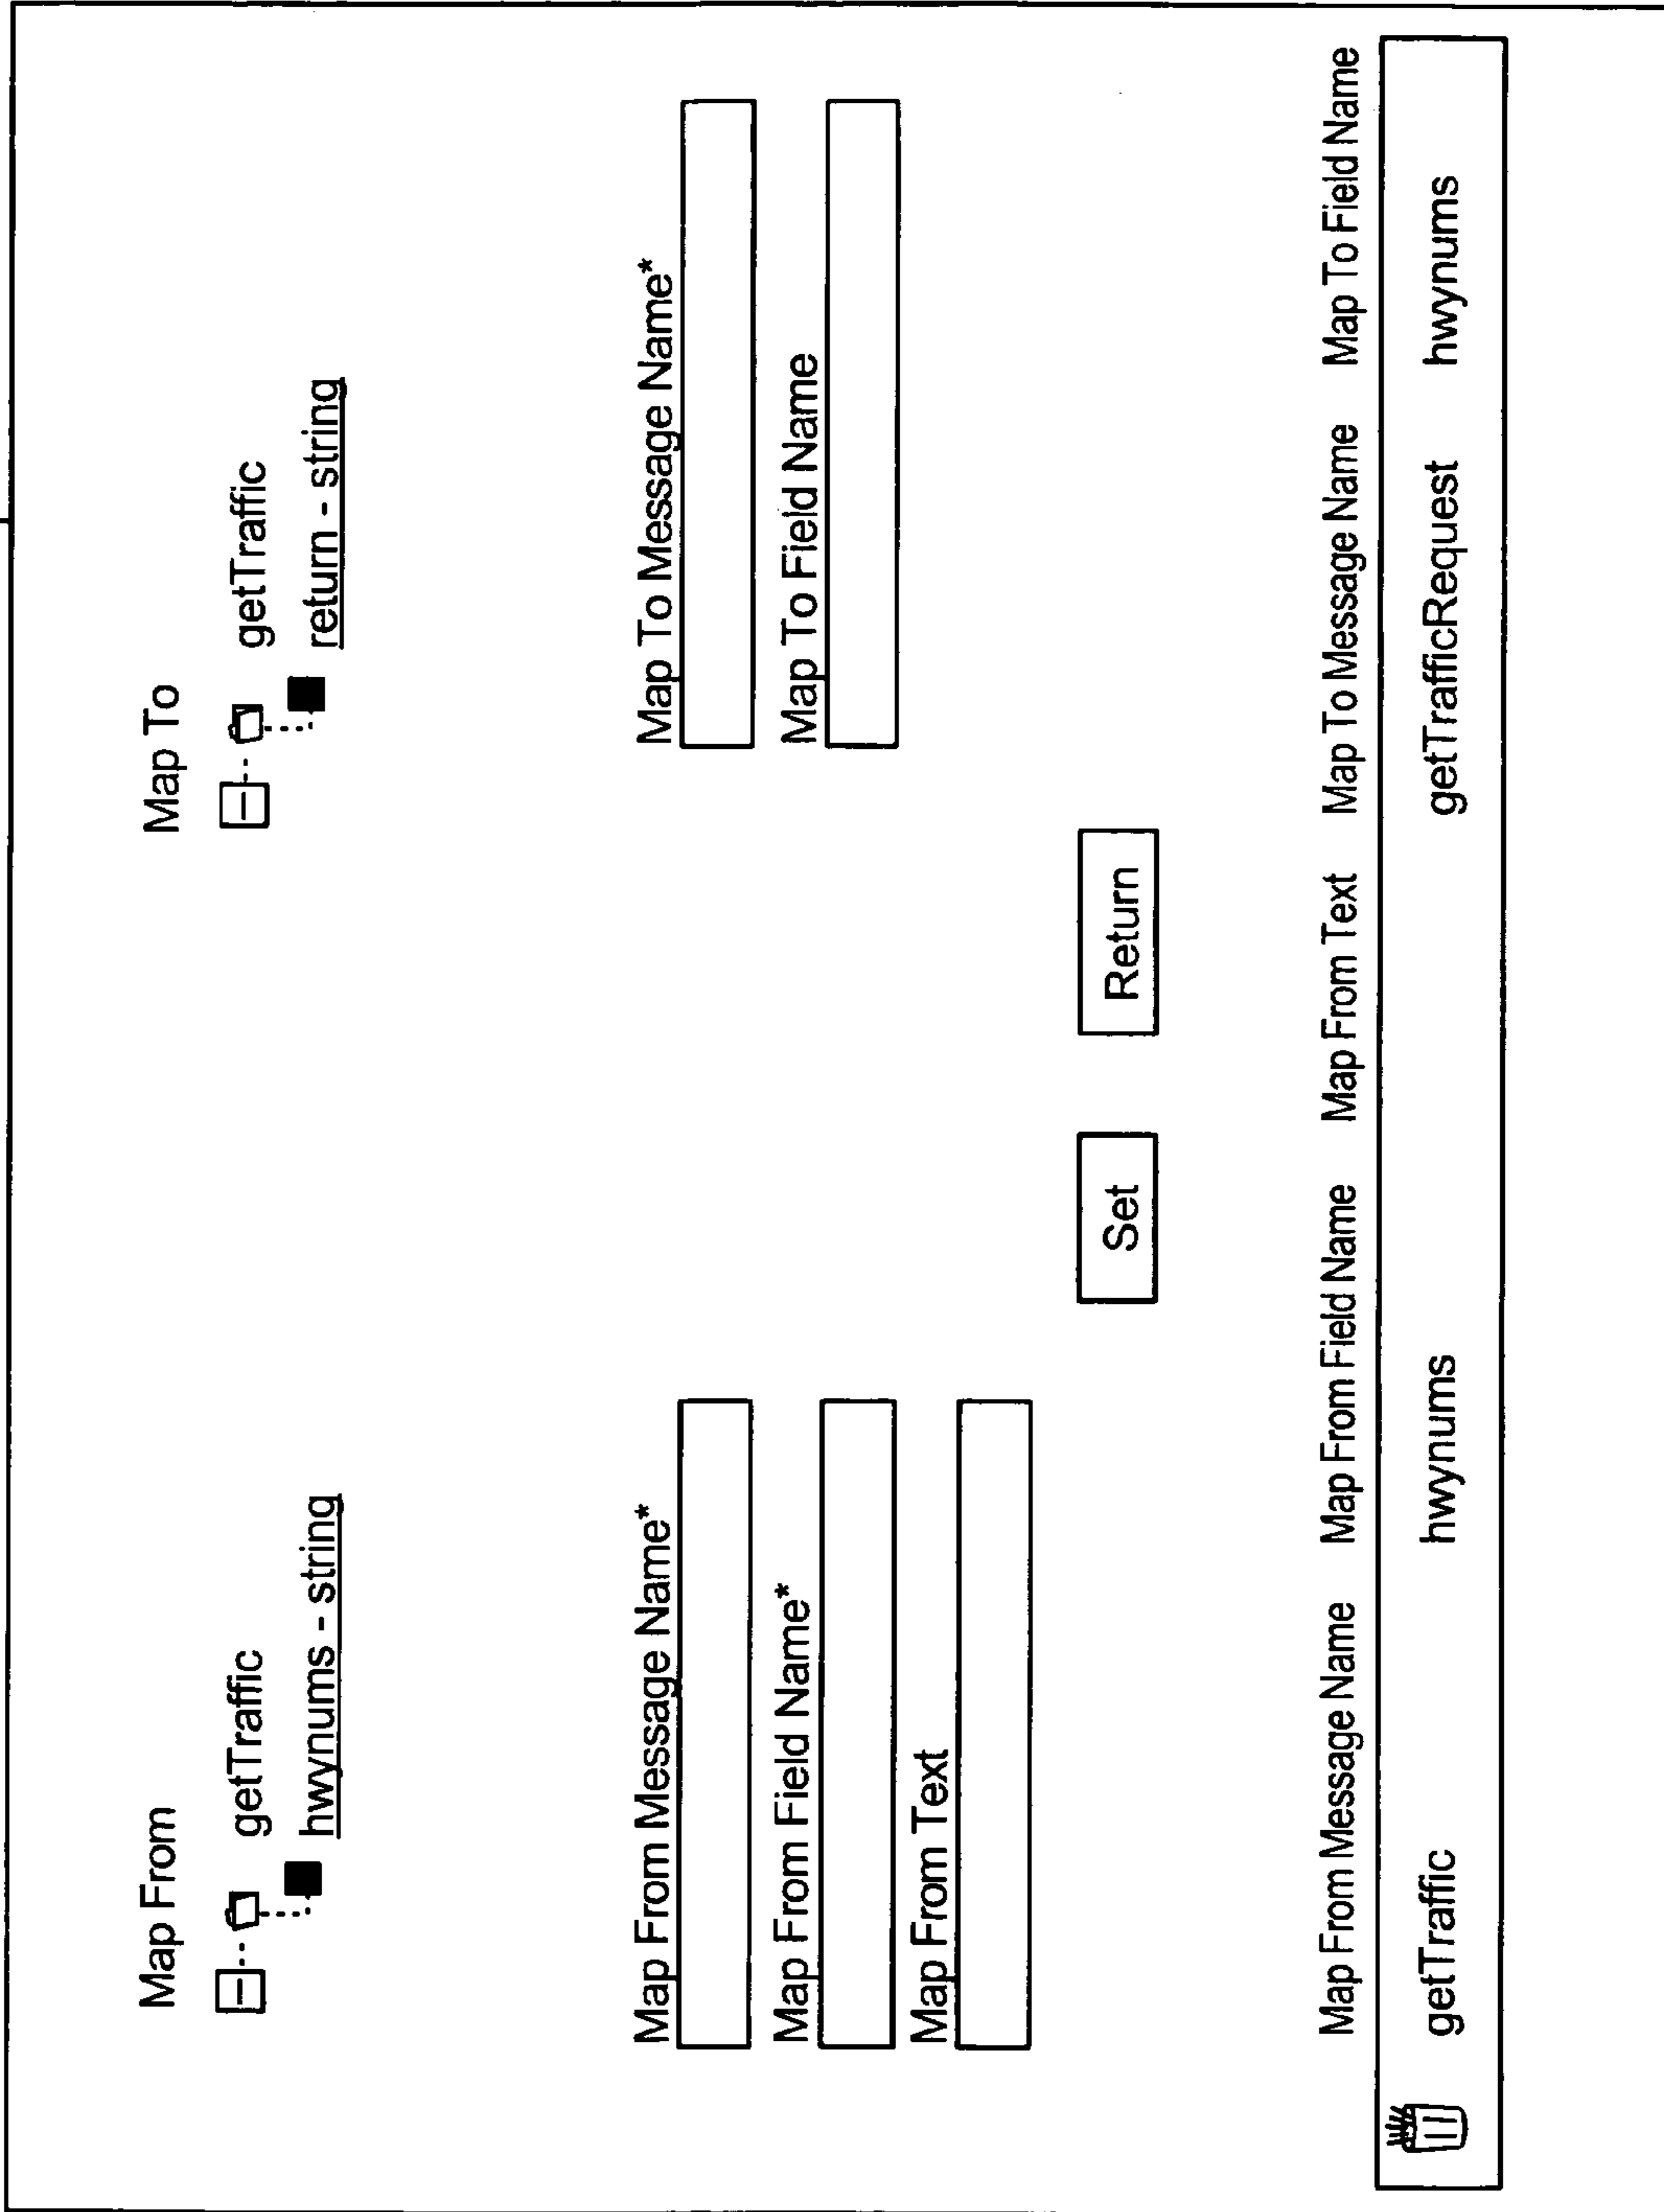 Map From
getTraffic
hwynums - string
Map To
getTraffic
return - string
Map From Message Name*
Map From Field Name*
Map From Text
Map To Message Name*
Map To Field Name
Set
Return
Map From Message Name Map From Field Name Map From Text Map To Message Name Map To Field Name
getTraffic hwynums getTrafficRequest hwynums